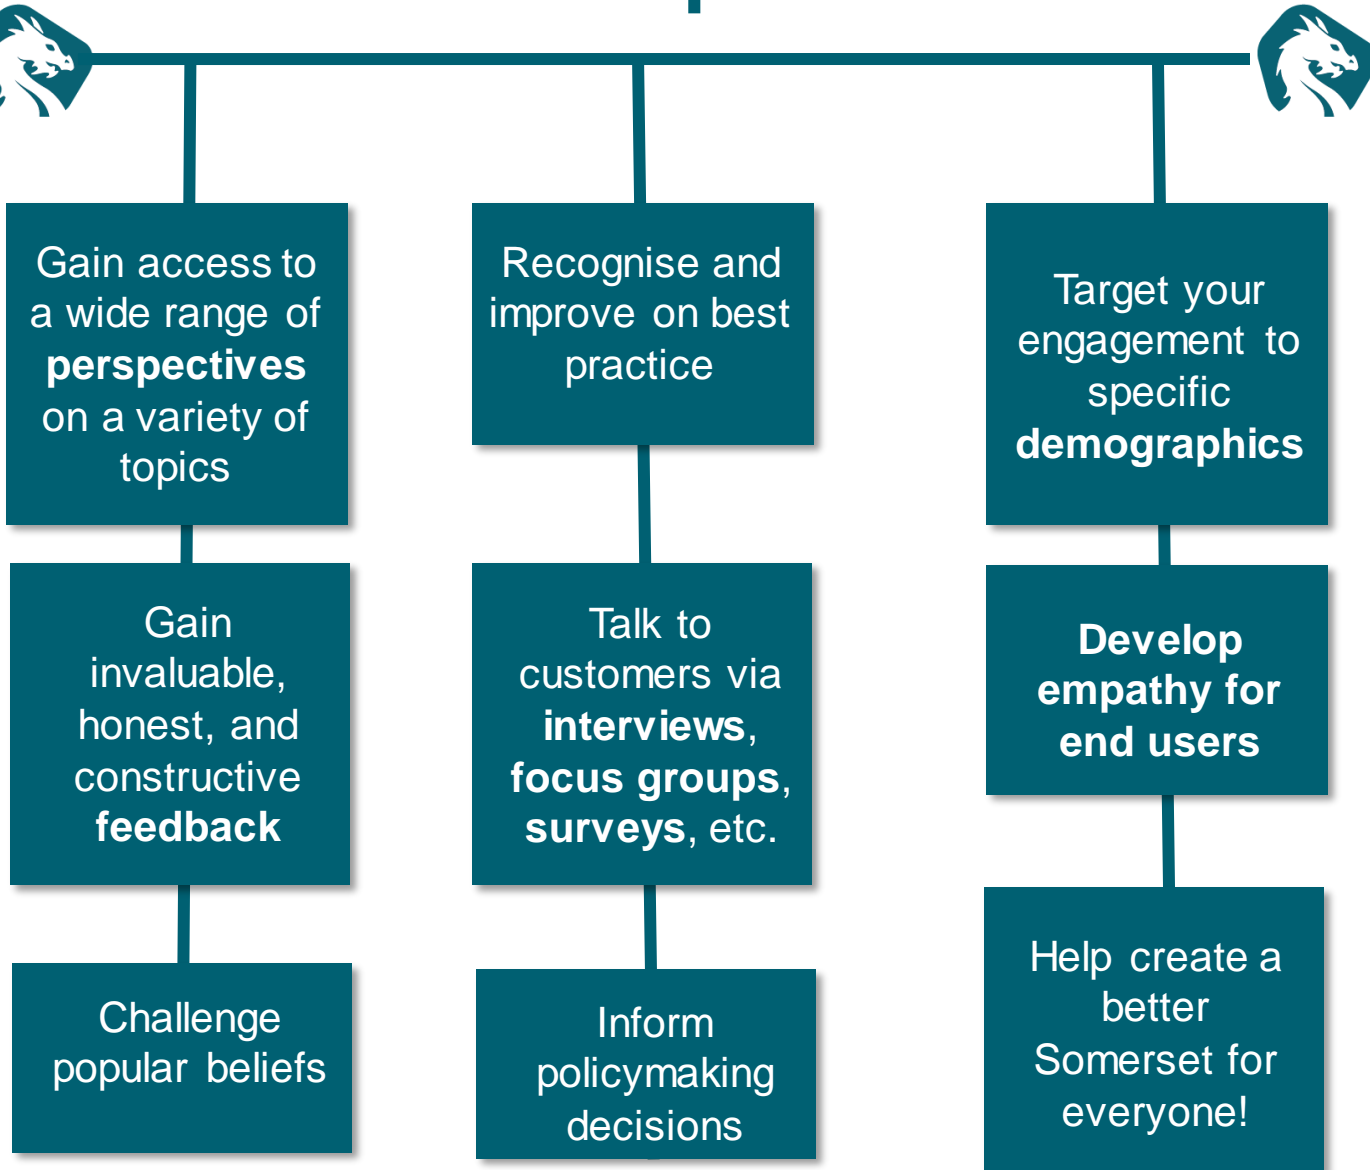 Gain access to
a wide range of
perspectives
on a variety of
topics
Gain
invaluable,
honest, and
constructive
feedback
Challenge
popular beliefs
Recognise and
improve on best
practice
Talk to
customers via
interviews,
focus groups,
surveys, etc.
Inform
policymaking
decisions
Target your
engagement to
specific
demographics
Develop
empathy for
end users
Help create a
better
Somerset for
everyone!